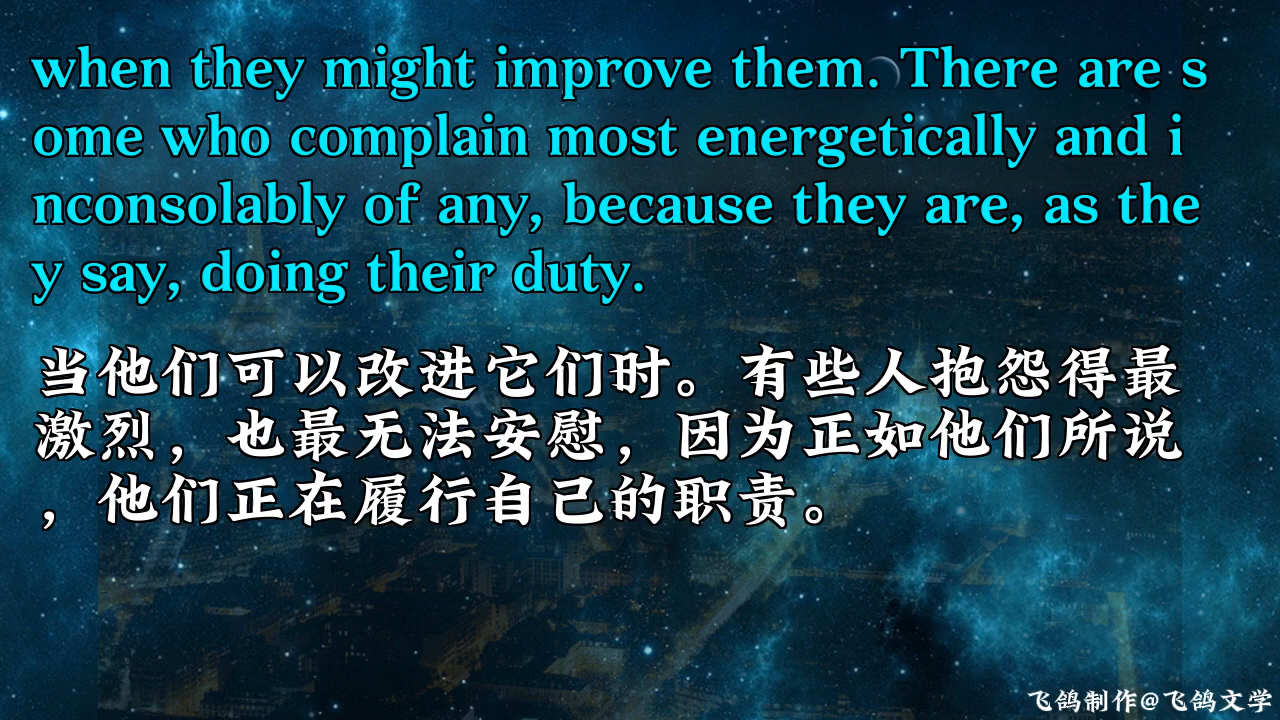 when they might improve them. There are s
ome who complain most energetically and i
nconsolably of any, because they are, as the
y say, doing their duty.
当他们可以改进它们时。有些人抱怨得最
激烈，也最无法安慰，因为正如他们所说
，他们正在履行自己的职责。
飞鸽制作@飞鸽文学